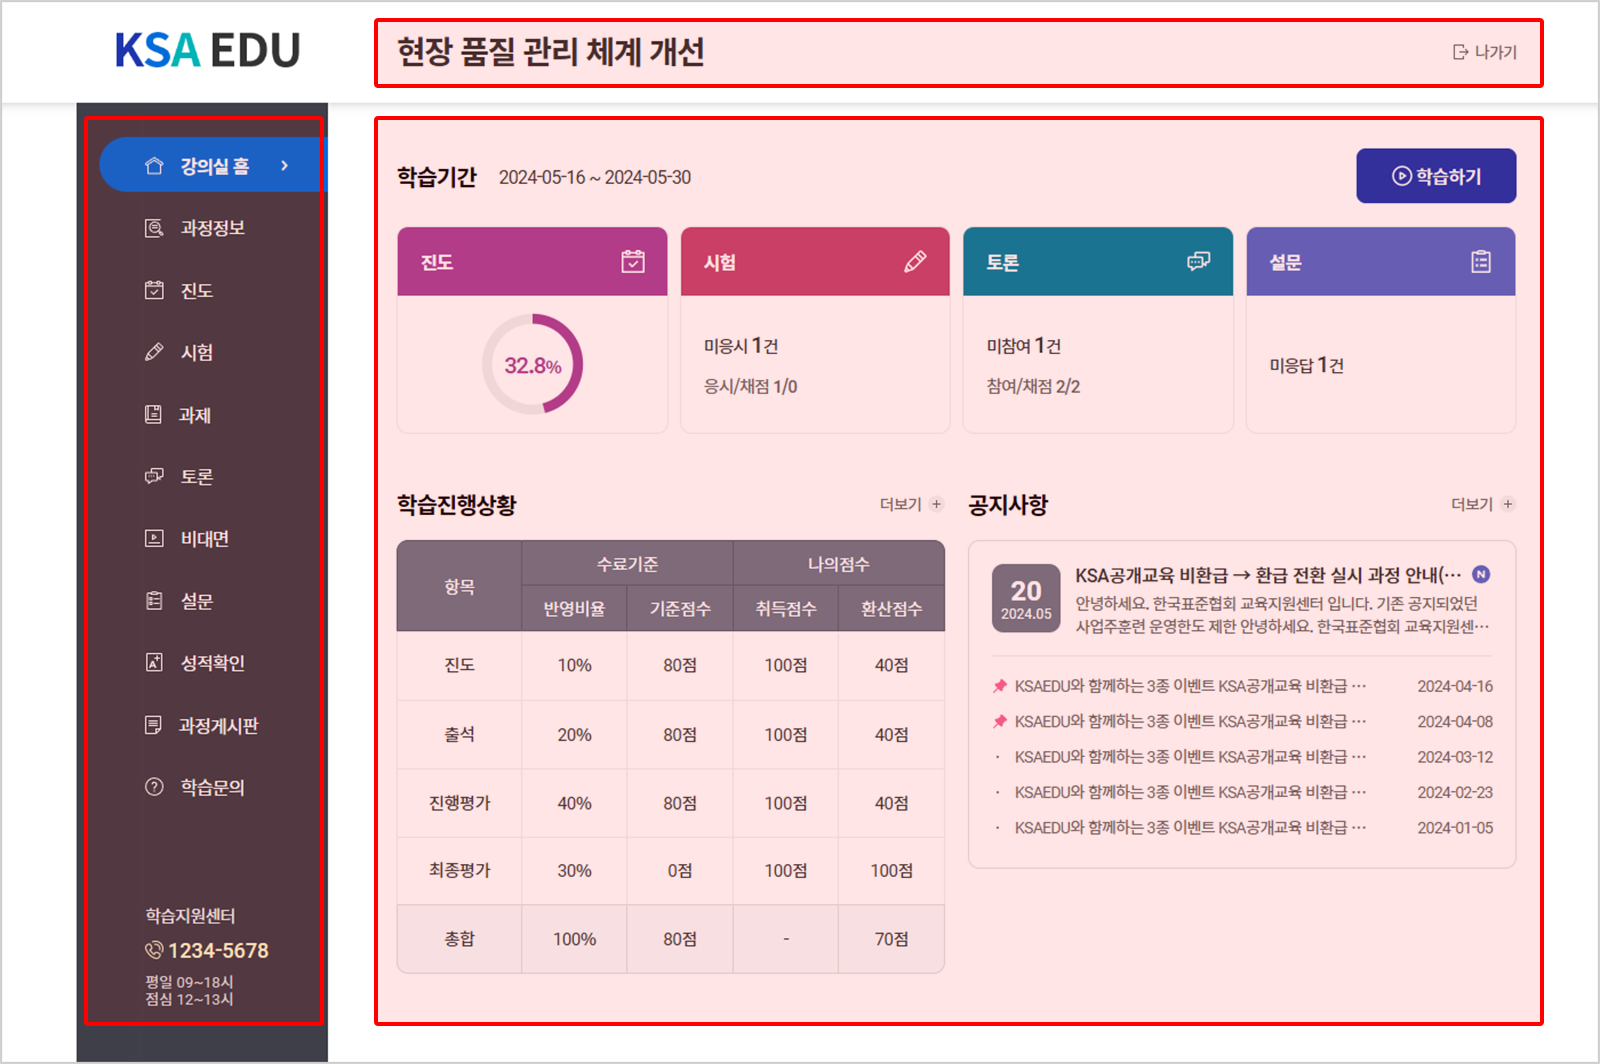 KSA EDU
현장 품질 관리 체계 개선
나가기
강의실 홈
과정정보
진도
시험
과제
토론
비대면
설문
성적확인
과정게시판
학습문의
학습지원센터
1234-5678
평일 09~18시
점심 12~13시
학습기간 2024-05-16 ~ 2024-05-30
학습하기
진도
32.8%
시험
미응시 1건
응시/채점 1/0
토론
미참여 1건
참여/채점 2/2
설문
미응답 1건
학습진행상황 더보기 +
항목 수료기준 나의점수
반영비율 기준점수 취득점수 환산점수
진도 10% 80점 100점 40점
출석 20% 80점 100점 40점
진행평가 40% 80점 100점 40점
최종평가 30% 0점 100점 100점
총합 100% 80점 - 70점
공지사항 더보기 +
20
2024.05
KSA공개교육 비환급 → 환급 전환 실시 과정 안내(··· N
안녕하세요. 한국표준협회 교육지원센터 입니다. 기존 공지되었던
사업주훈련 운영한도 제한 안녕하세요. 한국표준협회 교육지원센···
KSAEDU와 함께하는 3종 이벤트 KSA공개교육 비환급 ··· 2024-04-16
KSAEDU와 함께하는 3종 이벤트 KSA공개교육 비환급 ··· 2024-04-08
· KSAEDU와 함께하는 3종 이벤트 KSA공개교육 비환급 ··· 2024-03-12
· KSAEDU와 함께하는 3종 이벤트 KSA공개교육 비환급 ··· 2024-02-23
· KSAEDU와 함께하는 3종 이벤트 KSA공개교육 비환급 ··· 2024-01-05